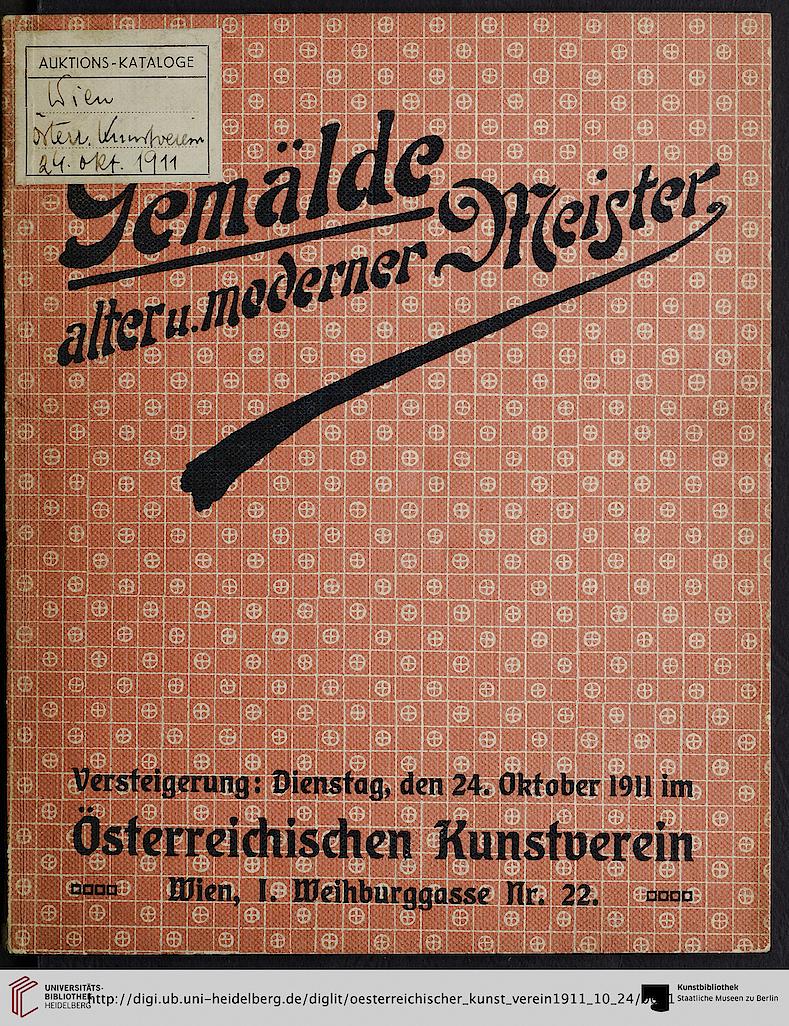 AUKTIONS-KATALOGE
Wien
Österr. Kunstverein
24. Okt. 1911
Gemälde
alter u. moderner Meister
Versteigerung: Dienstag, den 24. Oktober 1911 im
Österreichischen Kunstverein
Wien, I. Weihburggasse Nr. 22.
UNIVERSITÄTS-
BIBLIOTHEK
HEIDELBERG
http://digi.ub.uni-heidelberg.de/diglit/oesterreichischer_kunst_verein1911_10_24/0001
Kunstbibliothek
Staatliche Museen zu Berlin